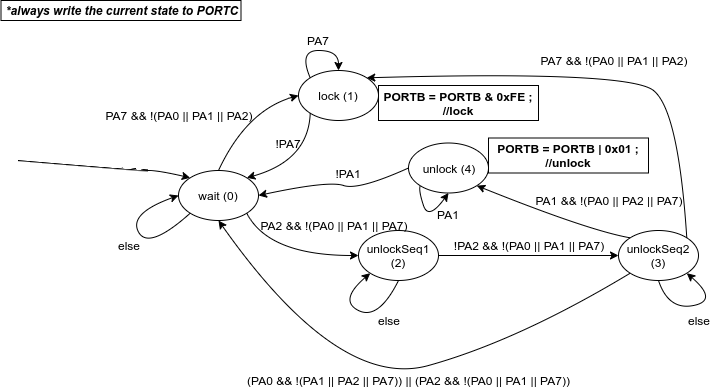 *always write the current state to PORTC
PA7
PA7 && !(PA0 || PA1 || PA2)
lock (1)
PORTB = PORTB & 0xFE ;
//lock
PA7 && !(PA0 || PA1 || PA2)
!PA7
PORTB = PORTB | 0x01 ;
//unlock
!PA1
unlock (4)
wait (0)
PA1 && !(PA0 || PA2 || PA7)
PA1
else
PA2 && !(PA0 || PA1 || PA7)
!PA2 && !(PA0 || PA1 || PA7)
unlockSeq1
(2)
unlockSeq2
(3)
else
else
(PA0 && !(PA1 || PA2 || PA7)) || (PA2 && !(PA0 || PA1 || PA7))